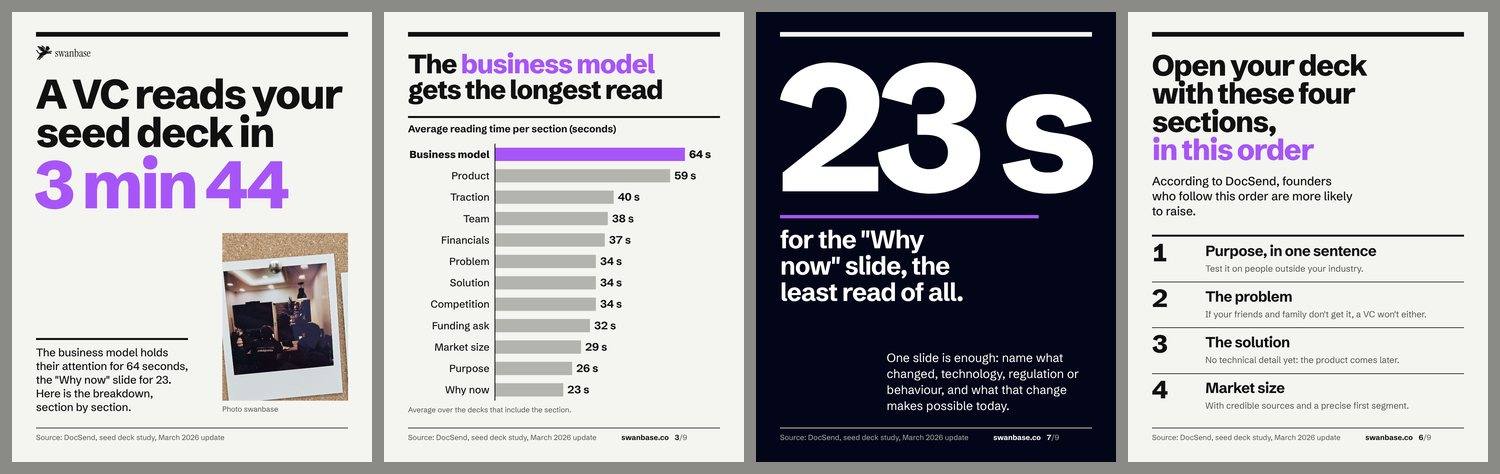 swanbase
A VC reads your
seed deck in
3 min 44
The business model holds
their attention for 64 seconds,
the "Why now" slide for 23.
Here is the breakdown,
section by section.
Photo swanbase
Source: DocSend, seed deck study, March 2026 update
The business model
gets the longest read
Average reading time per section (seconds)
Business model 64 s
Product 59 s
Traction 40 s
Team 38 s
Financials 37 s
Problem 34 s
Solution 34 s
Competition 34 s
Funding ask 32 s
Market size 29 s
Purpose 26 s
Why now 23 s
Average over the decks that include the section.
Source: DocSend, seed deck study, March 2026 update swanbase.co 3/9
23 s
for the "Why
now" slide, the
least read of all.
One slide is enough: name what
changed, technology, regulation or
behaviour, and what that change
makes possible today.
Source: DocSend, seed deck study, March 2026 update swanbase.co 7/9
Open your deck
with these four
sections,
in this order
According to DocSend, founders
who follow this order are more likely
to raise.
1 Purpose, in one sentence
Test it on people outside your industry.
2 The problem
If your friends and family don't get it, a VC won't either.
3 The solution
No technical detail yet: the product comes later.
4 Market size
With credible sources and a precise first segment.
Source: DocSend, seed deck study, March 2026 update swanbase.co 6/9